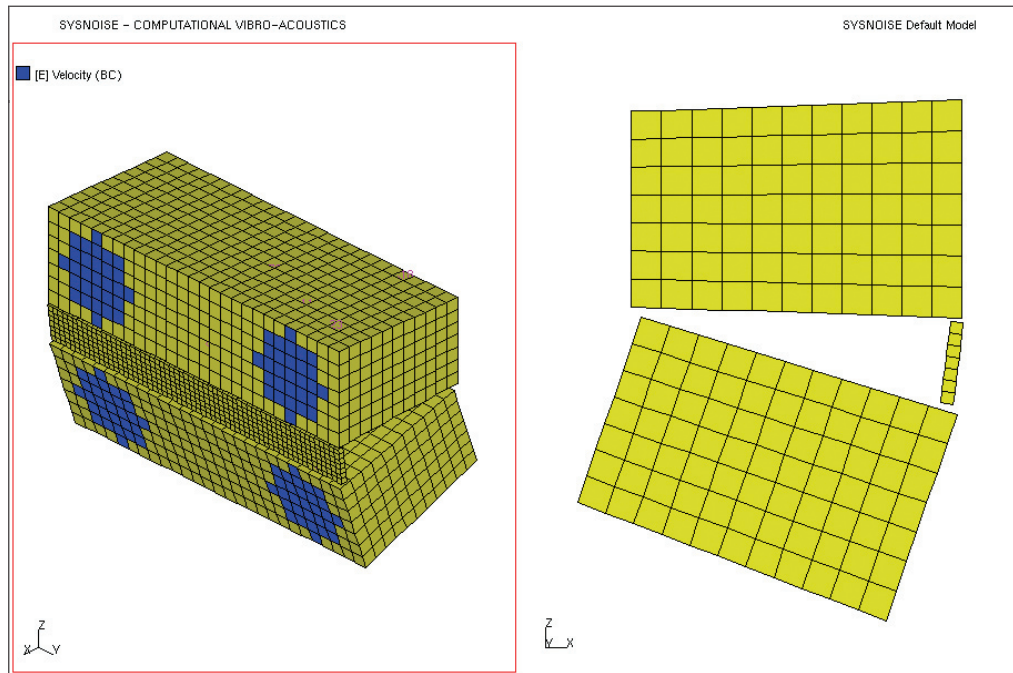 SYSNOISE - COMPUTATIONAL VIBRO-ACOUSTICS
SYSNOISE Default Model
[E] Velocity (BC)
Z
X
Y
Z
Y
X